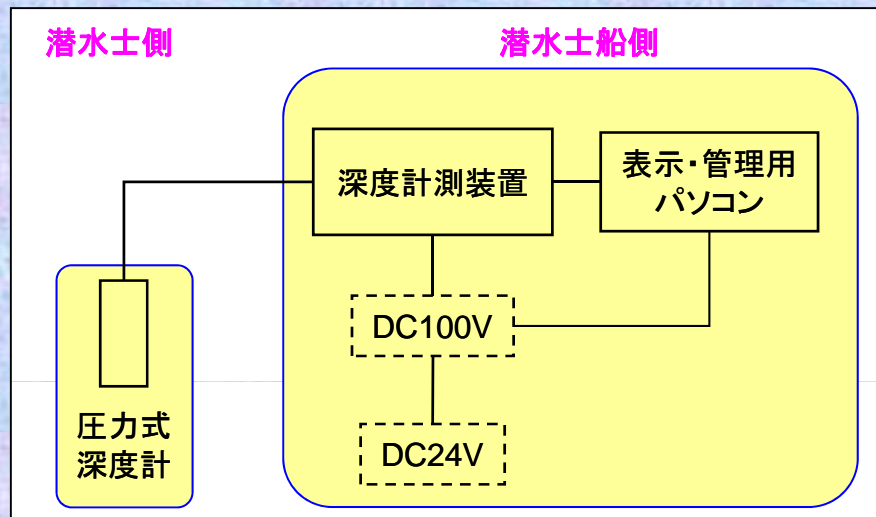 潜水士側
潜水士船側
深度計測装置
表示・管理用
パソコン
DC100V
DC24V
圧力式
深度計